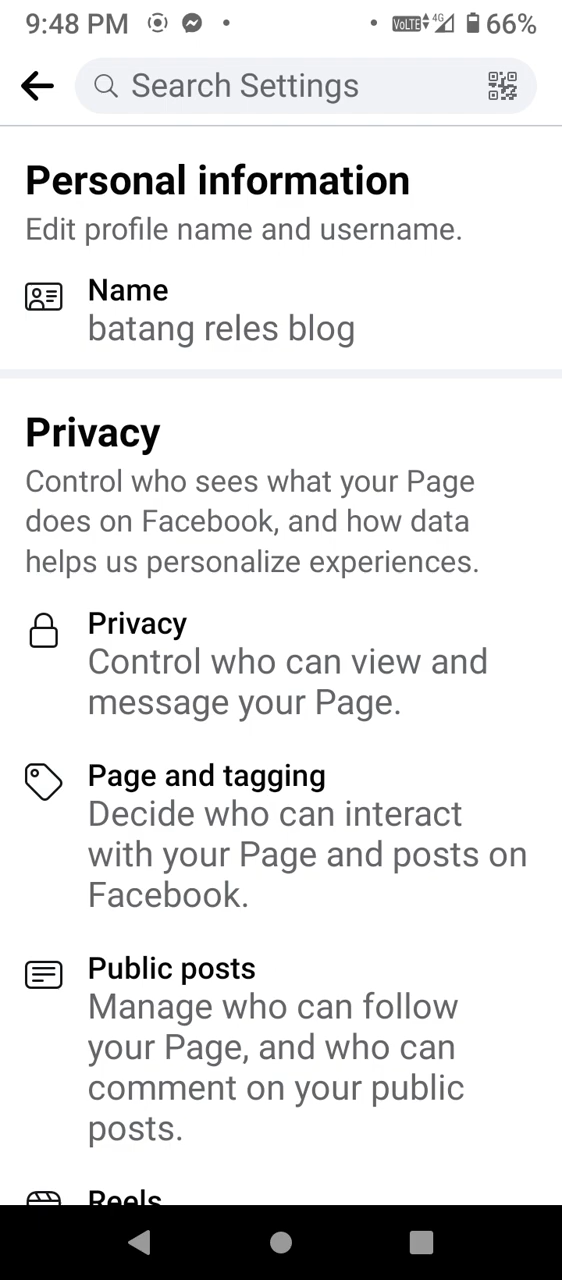 9:48 PM VoLTE 4G 66%
Search Settings
Personal information
Edit profile name and username.
Name
batang reles blog
Privacy
Control who sees what your Page
does on Facebook, and how data
helps us personalize experiences.
Privacy
Control who can view and
message your Page.
Page and tagging
Decide who can interact
with your Page and posts on
Facebook.
Public posts
Manage who can follow
your Page, and who can
comment on your public
posts.
Reels